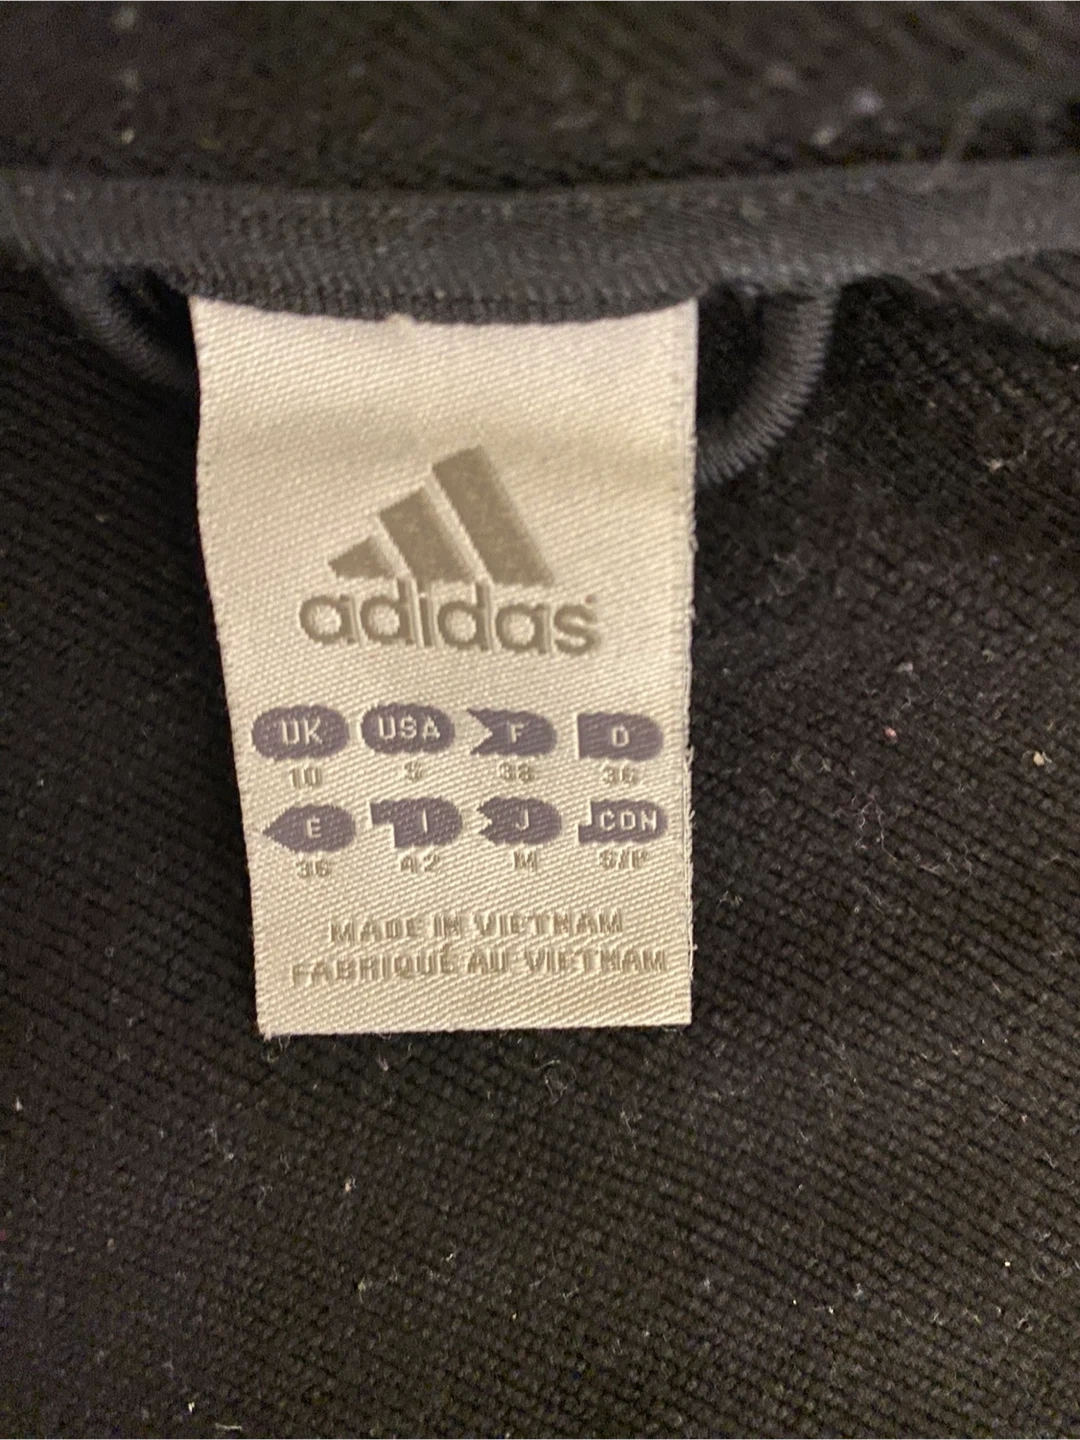 adidas
UK USA F D
10 S 38 36
E I J CDN
36 42 M S/P
MADE IN VIETNAM
FABRIQUÉ AU VIETNAM